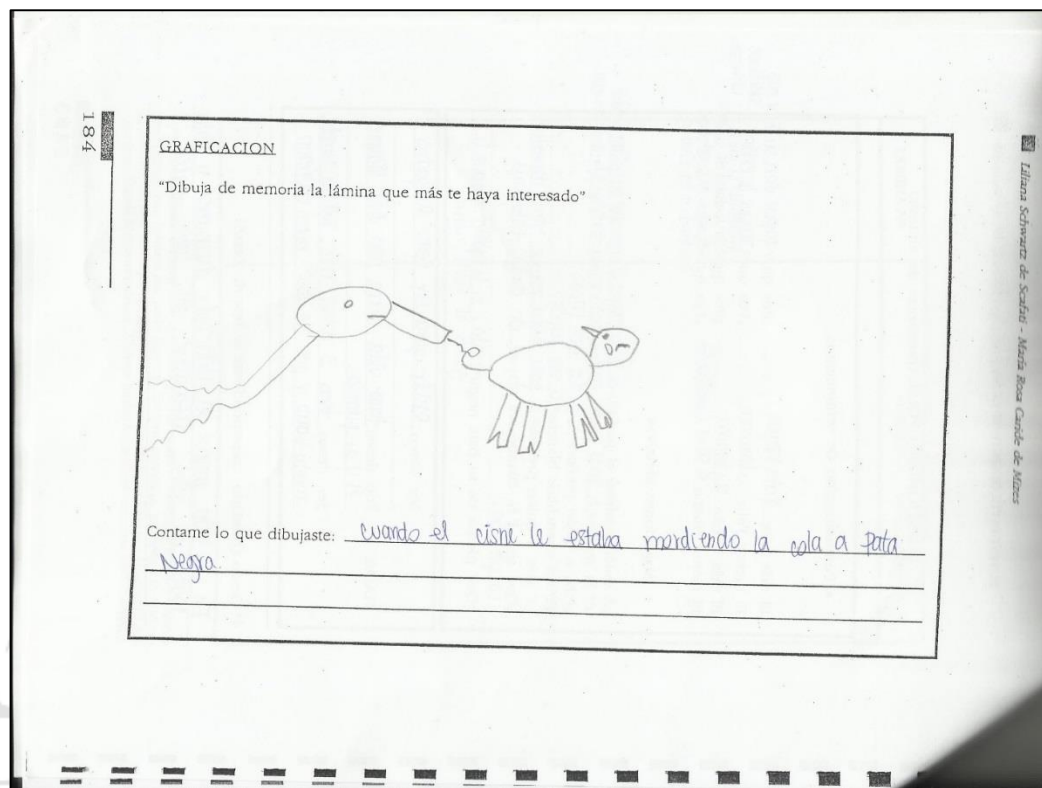 184
GRAFICACION
“Dibuja de memoria la lámina que más te haya interesado”
Contame lo que dibujaste: cuando el cisne le estaba mordiendo la cola a Pata
Negra.
Liliana Schwartz de Scafati - María Rosa Caride de Mizes